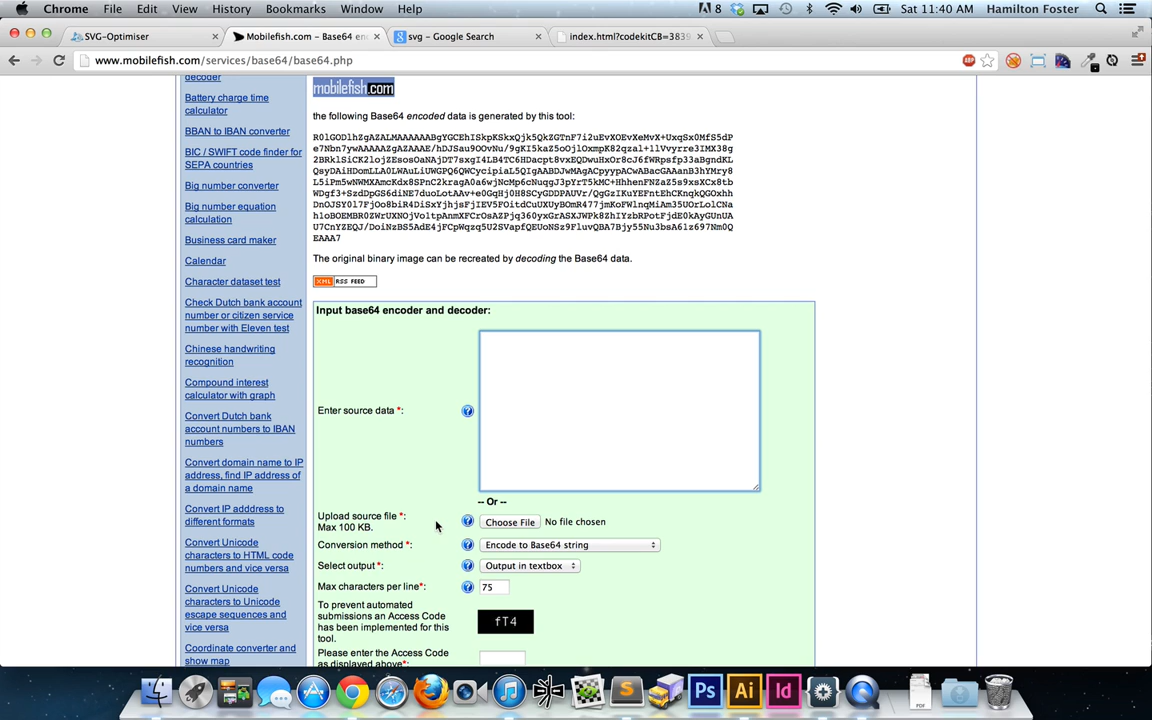 Chrome File Edit View History Bookmarks Window Help
8 Sat 11:40 AM Hamilton Foster
SVG-Optimiser
Mobilefish.com - Base64 en
svg - Google Search
index.html?codekitCB=3839
www.mobilefish.com/services/base64/base64.php
decoder
Battery charge time
calculator
BBAN to IBAN converter
BIC / SWIFT code finder for
SEPA countries
Big number converter
Big number equation
calculation
Business card maker
Calendar
Character dataset test
Check Dutch bank account
number or citizen service
number with Eleven test
Chinese handwriting
recognition
Compound interest
calculator with graph
Convert Dutch bank
account numbers to IBAN
numbers
Convert domain name to IP
address, find IP address of
a domain name
Convert IP adddress to
different formats
Convert Unicode
characters to HTML code
numbers and vice versa
Convert Unicode
characters to Unicode
escape sequences and
vice versa
Coordinate converter and
show map
mobilefish.com
the following Base64 encoded data is generated by this tool:
EAAA7
The original binary image can be recreated by decoding the Base64 data.
XML RSS FEED
Input base64 encoder and decoder:
Enter source data *:
-- Or --
Upload source file *:
Max 100 KB.
Choose File No file chosen
Conversion method *: Encode to Base64 string
Select output *: Output in textbox
Max characters per line*: 75
To prevent automated
submissions an Access Code
has been implemented for this
tool.
fT4
Please enter the Access Code
as displayed above*:
Ps Ai Id
PDF